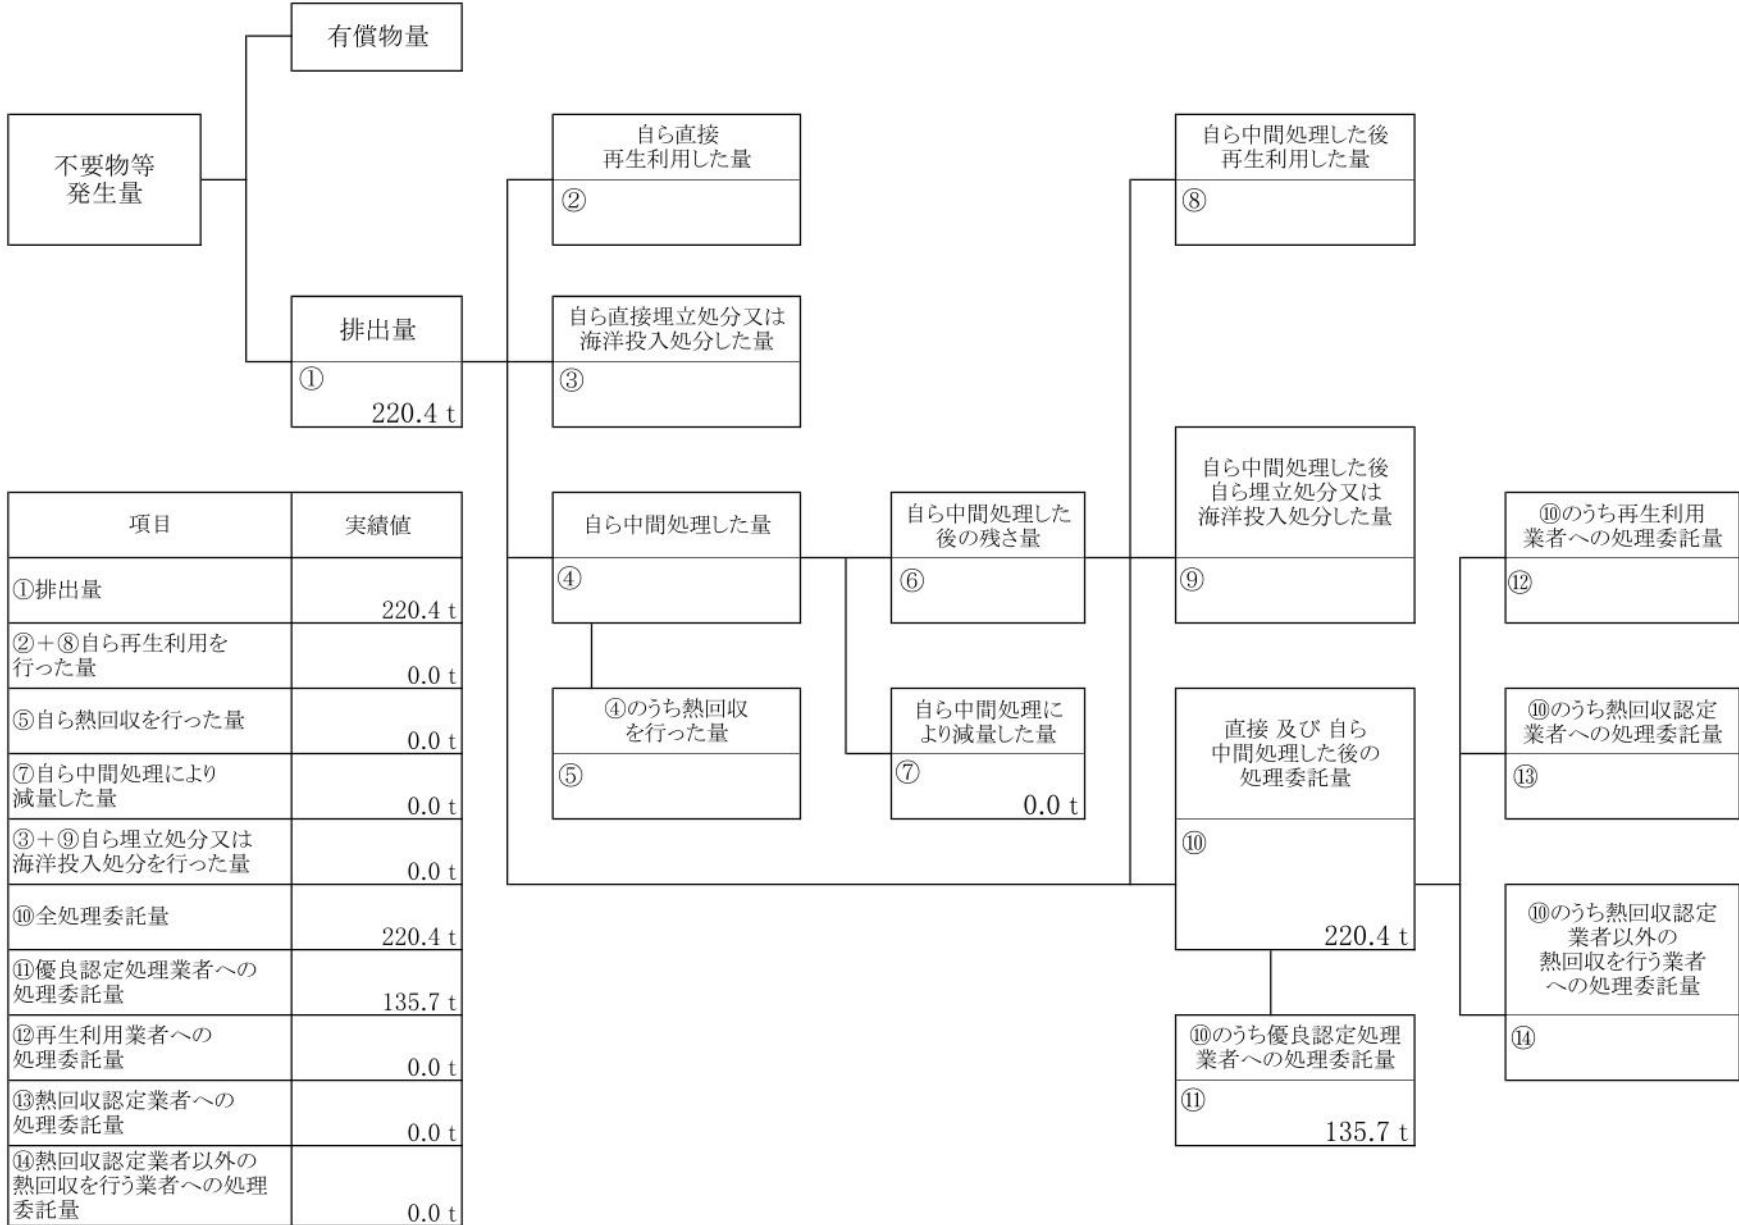 有償物量
不要物等
発生量
自ら直接
再生利用した量
②
自ら中間処理した後
再生利用した量
⑧
排出量
①
220.4 t
自ら直接埋立処分又は
海洋投入処分した量
③
自ら中間処理した量
④
自ら中間処理した
後の残さ量
⑥
自ら中間処理した後
自ら埋立処分又は
海洋投入処分した量
⑨
⑩のうち再生利用
業者への処理委託量
⑫
④のうち熱回収
を行った量
⑤
自ら中間処理に
より減量した量
⑦
0.0 t
直接 及び 自ら
中間処理した後の
処理委託量
⑩
220.4 t
⑩のうち熱回収認定
業者への処理委託量
⑬
⑩のうち熱回収認定
業者以外の
熱回収を行う業者
への処理委託量
⑭
⑩のうち優良認定処理
業者への処理委託量
⑪
135.7 t
項目 実績値
①排出量
220.4 t
②+⑧自ら再生利用を
行った量
0.0 t
⑤自ら熱回収を行った量
0.0 t
⑦自ら中間処理により
減量した量
0.0 t
③+⑨自ら埋立処分又は
海洋投入処分を行った量
0.0 t
⑩全処理委託量
220.4 t
⑪優良認定処理業者への
処理委託量
135.7 t
⑫再生利用業者への
処理委託量
0.0 t
⑬熱回収認定業者への
処理委託量
0.0 t
⑭熱回収認定業者以外の
熱回収を行う業者への処理
委託量
0.0 t